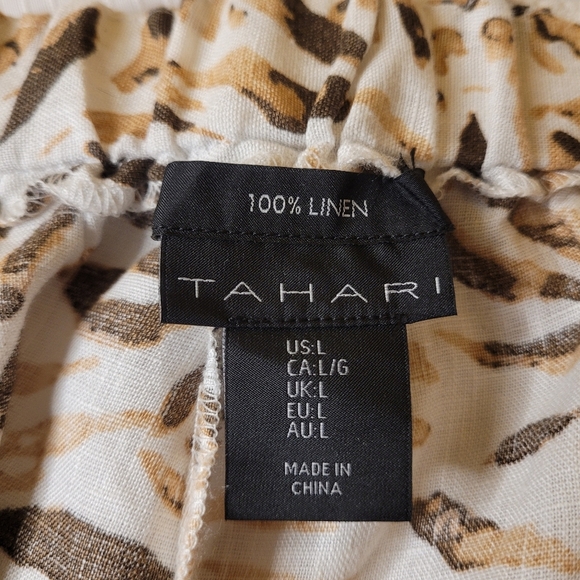 100% LINEN
TAHARI
US:L
CA:L/G
UK:L
EU:L
AU:L
MADE IN
CHINA